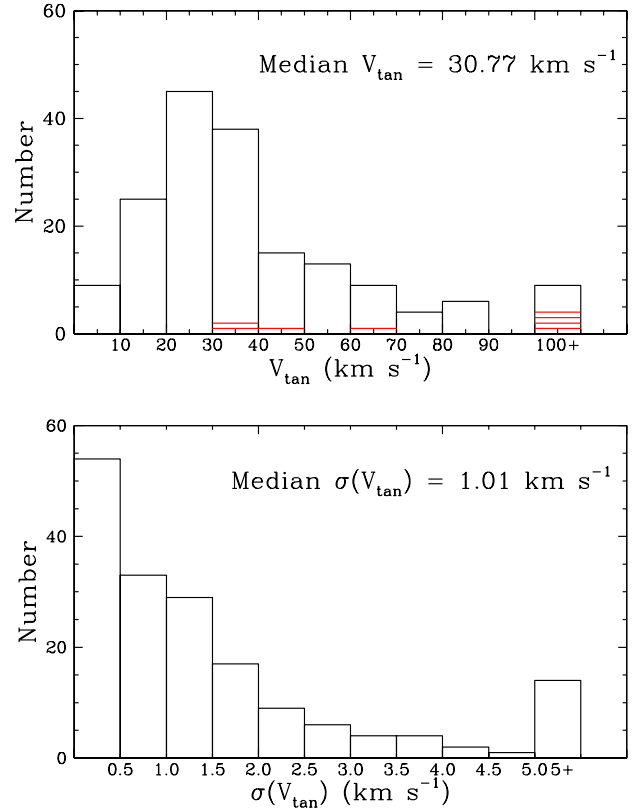 60
Median V_tan = 30.77 km s^−1
40
Number
20
0
10 20 30 40 50 60 70 80 90 100+
V_tan (km s^−1)
60
Median σ(V_tan) = 1.01 km s^−1
40
Number
20
0
0.5 1.0 1.5 2.0 2.5 3.0 3.5 4.0 4.5 5.0 5+
σ(V_tan) (km s^−1)